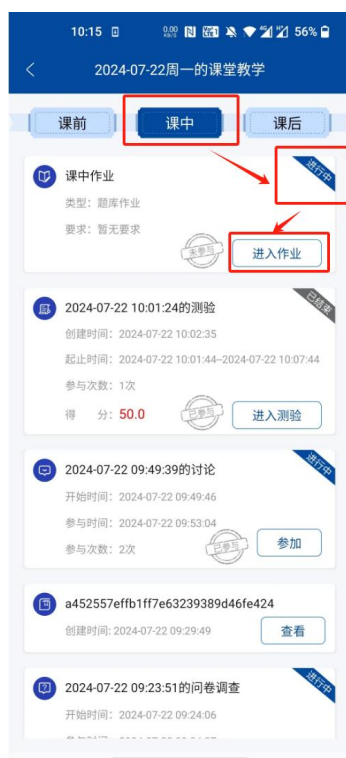 10:15
0.00 KB/S
56%
2024-07-22周一的课堂教学
课前
课中
课后
课中作业
进行中
类型：题库作业
要求：暂无要求
未参与
进入作业
2024-07-22 10:01:24的测验
已结束
创建时间：2024-07-22 10:02:35
起止时间：2024-07-22 10:01:44--2024-07-22 10:07:44
参与次数：1次
得 分：50.0
已参与
进入测验
2024-07-22 09:49:39的讨论
进行中
开始时间：2024-07-22 09:49:46
参与时间：2024-07-22 09:53:04
参与次数：2次
已参与
参加
a452557effb1ff7e63239389d46fe424
创建时间：2024-07-22 09:29:49
查看
2024-07-22 09:23:51的问卷调查
进行中
开始时间：2024-07-22 09:24:06